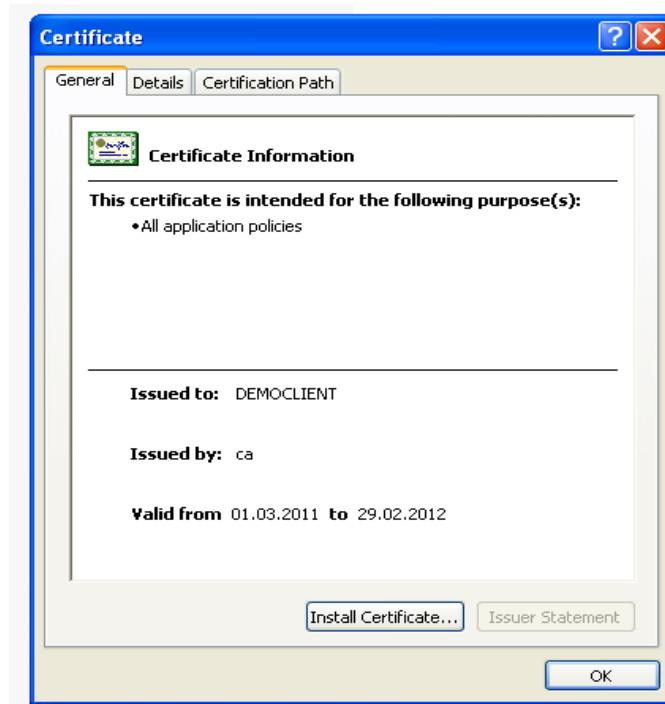 Certificate
General Details Certification Path
Certificate Information
This certificate is intended for the following purpose(s):
•All application policies
Issued to: DEMOCLIENT
Issued by: ca
Valid from 01.03.2011 to 29.02.2012
Install Certificate... Issuer Statement
OK